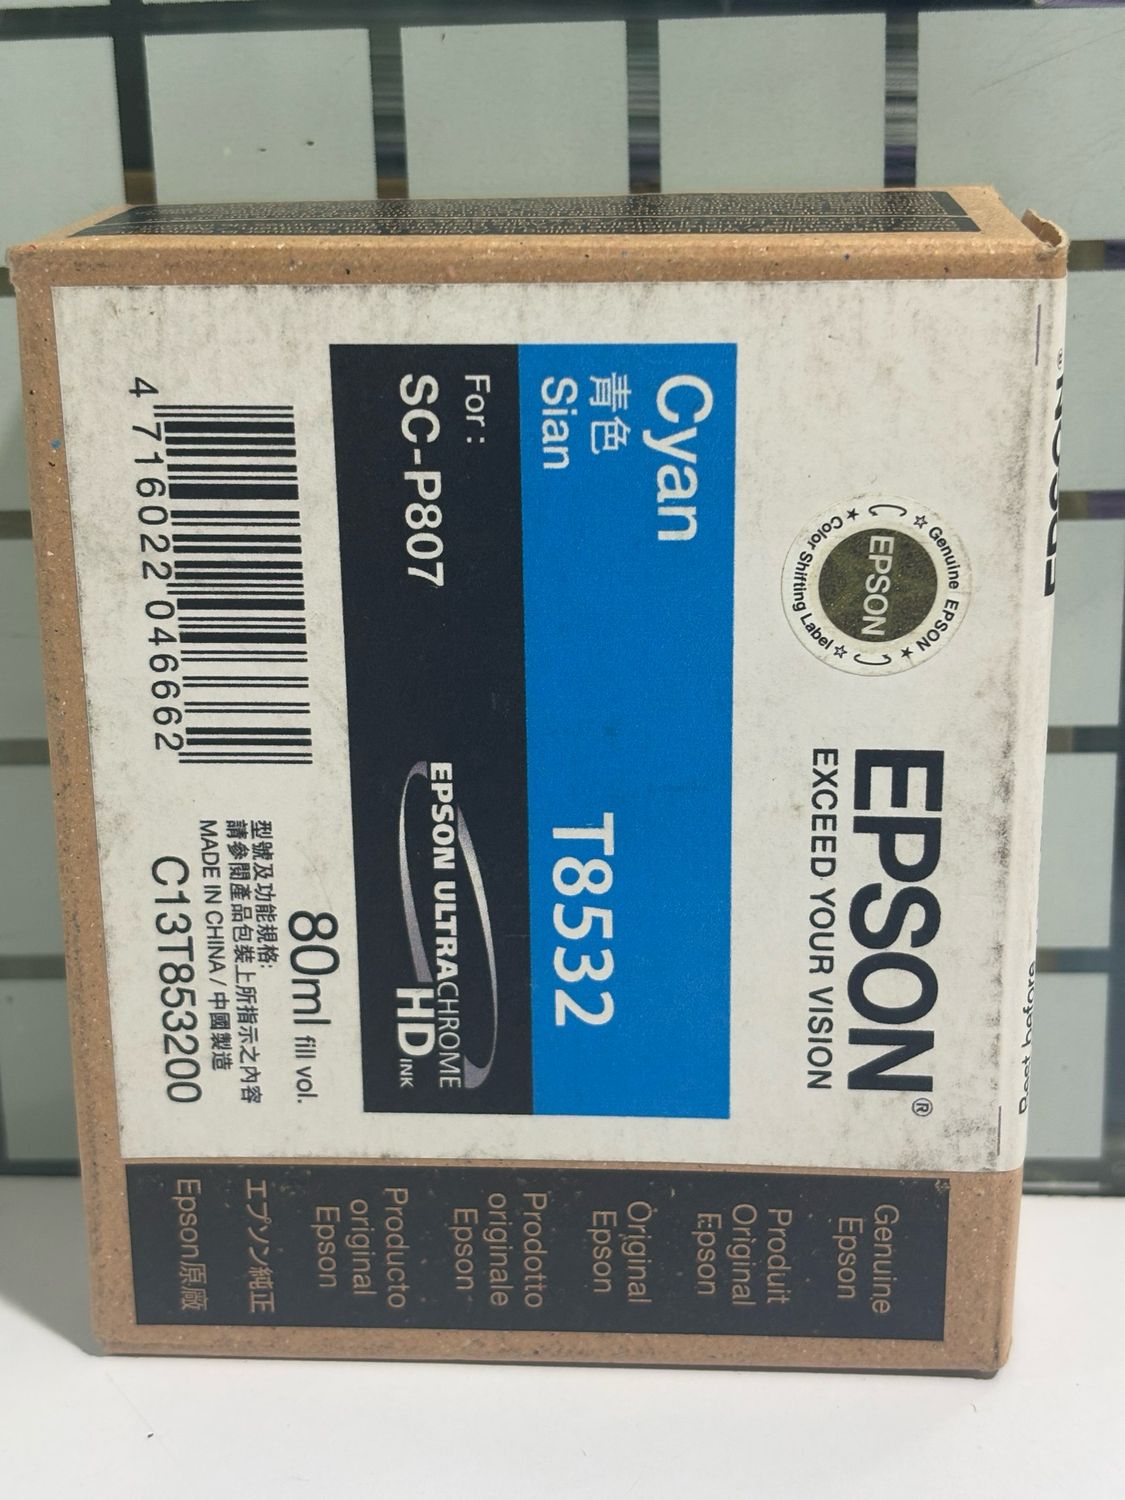 EPSON®
EXCEED YOUR VISION
★ Genuine EPSON ★
EPSON
☆ Color Shifting Label ☆
Cyan
青色
Sian
T8532
For :
SC-P807
EPSON ULTRACHROME
HD INK
80ml fill vol.
型號及功能規格:
請參閱產品包裝上所指示之內容
MADE IN CHINA / 中國製造
C13T853200
4 716022 046662
Genuine
Epson
Produit
Original
Epson
Original
Epson
Prodotto
originale
Epson
Producto
original
Epson
エプソン純正
Epson原廠
EPSON®
Best before